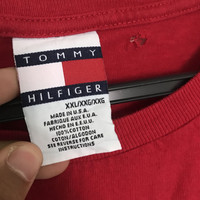 TOMMY
HILFIGER
XXL/XXG/XXG
MADE IN U.S.A.
FABRIQUE AUX E.U.A.
HECHO EN E.U.U.
100% COTTON
COTON/ALGODON
SEE REVERSE FOR CARE
INSTRUCTIONS